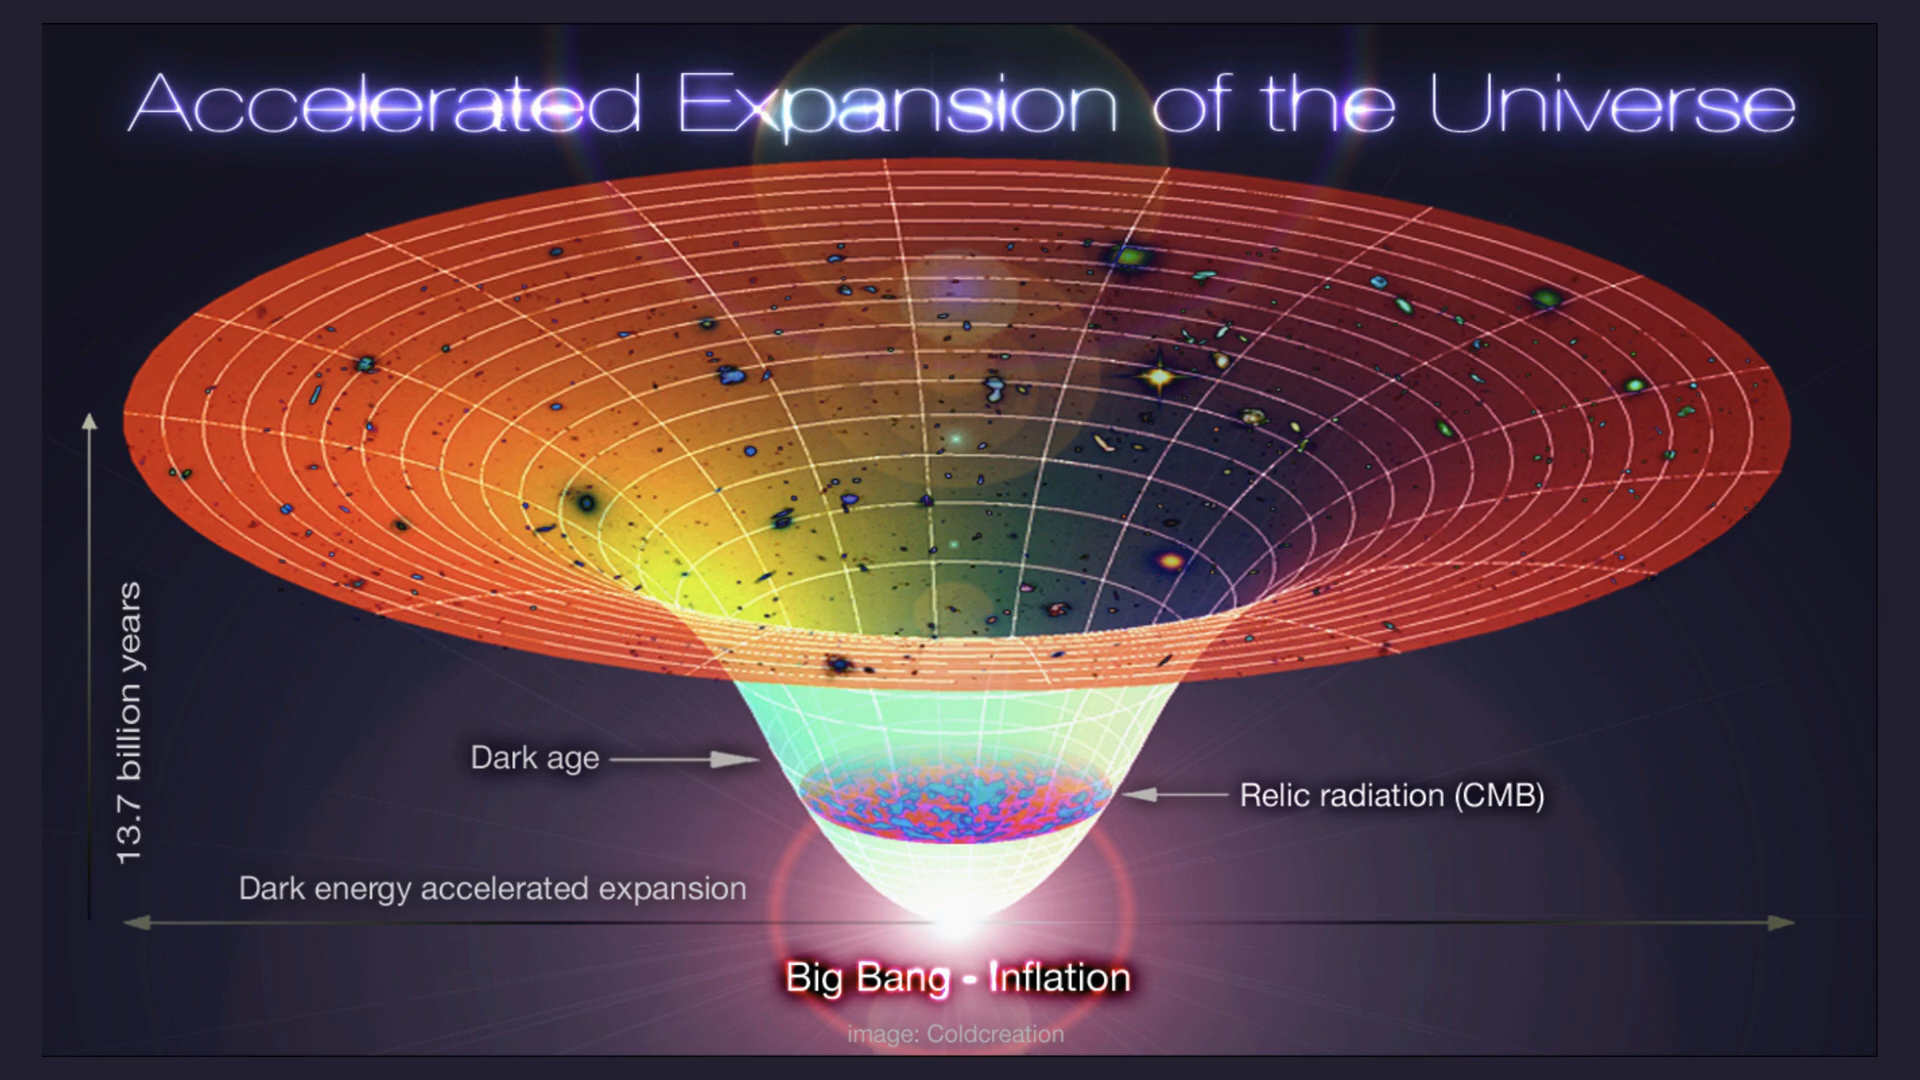 Accelerated Expansion of the Universe
13.7 billion years
Dark age
Relic radiation (CMB)
Dark energy accelerated expansion
Big Bang - Inflation
image: Coldcreation